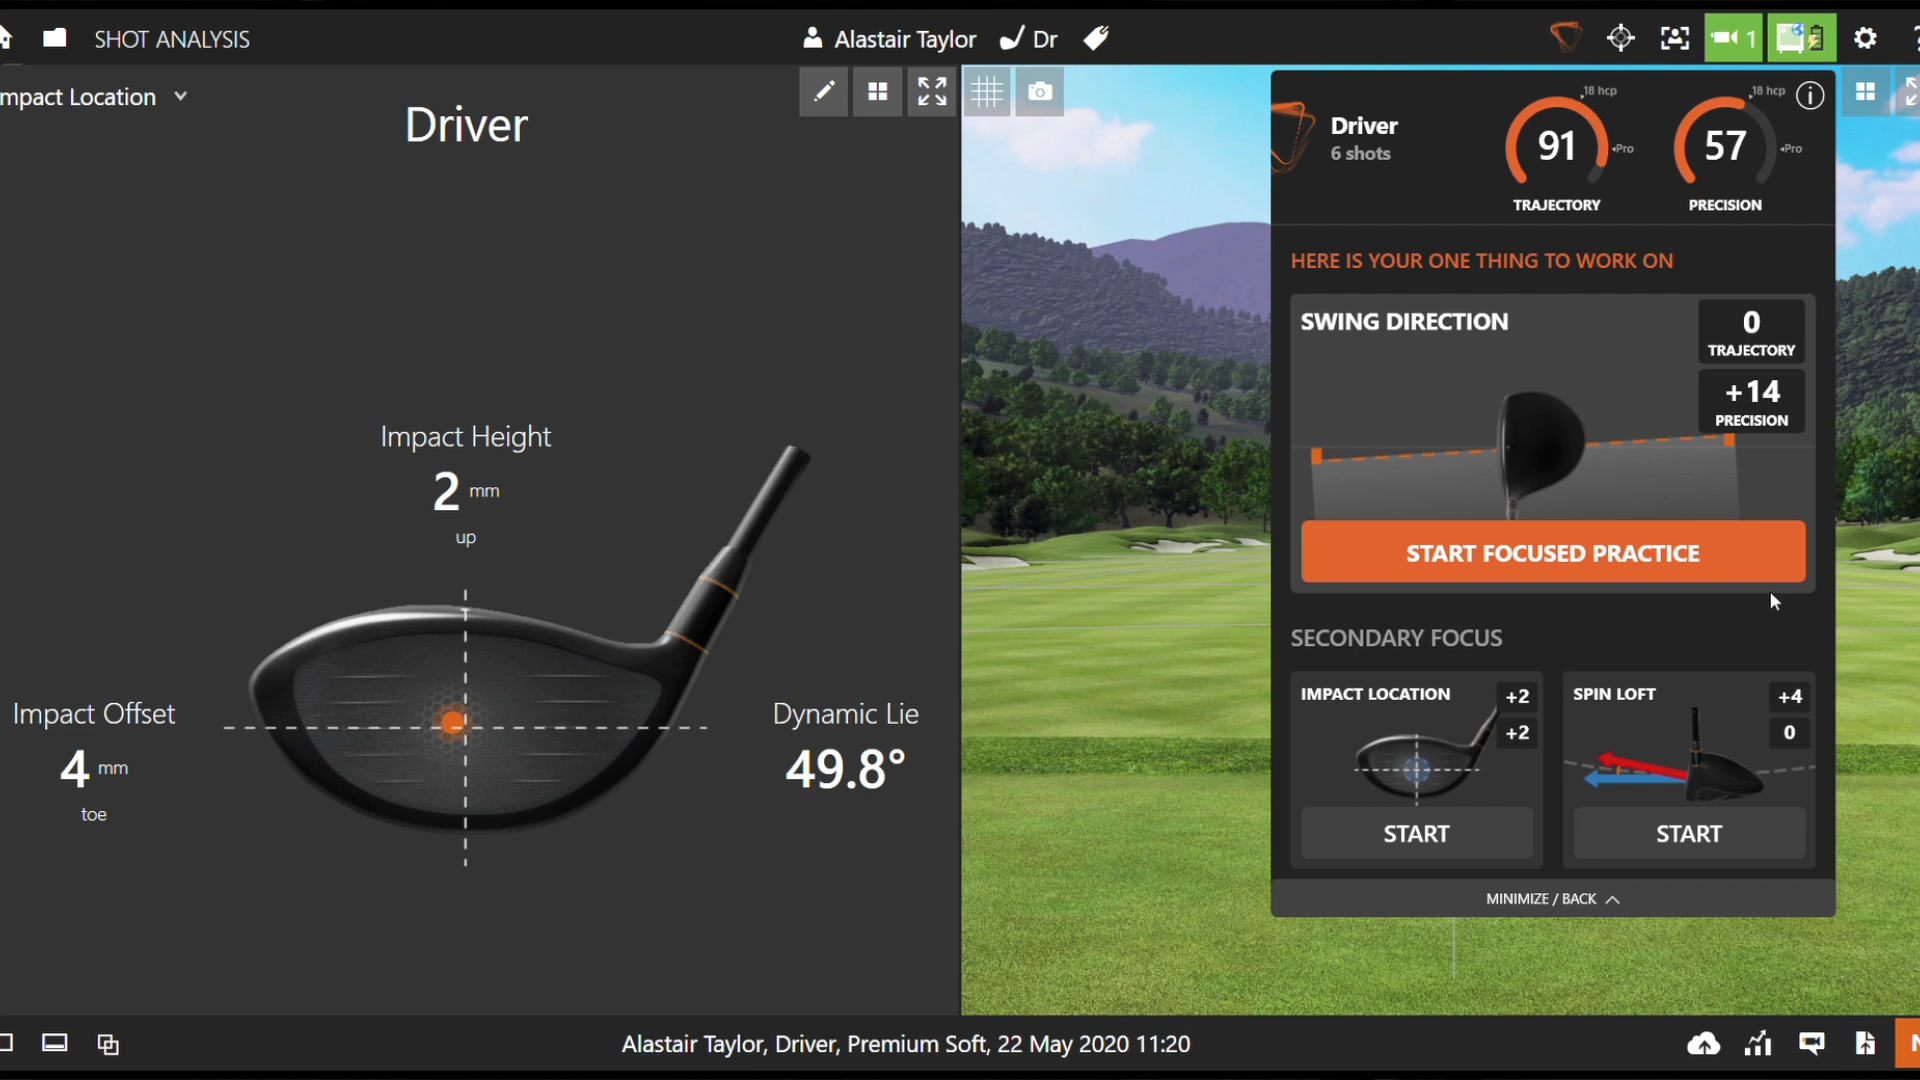 SHOT ANALYSIS
Alastair Taylor
Dr
1
mpact Location
Driver
Impact Height
2 mm
up
Impact Offset
4 mm
toe
Dynamic Lie
49.8°
Driver
6 shots
18 hcp
91
Pro
TRAJECTORY
18 hcp
57
Pro
PRECISION
HERE IS YOUR ONE THING TO WORK ON
SWING DIRECTION
0
TRAJECTORY
+14
PRECISION
START FOCUSED PRACTICE
SECONDARY FOCUS
IMPACT LOCATION
+2
+2
START
SPIN LOFT
+4
0
START
MINIMIZE / BACK
Alastair Taylor, Driver, Premium Soft, 22 May 2020 11:20